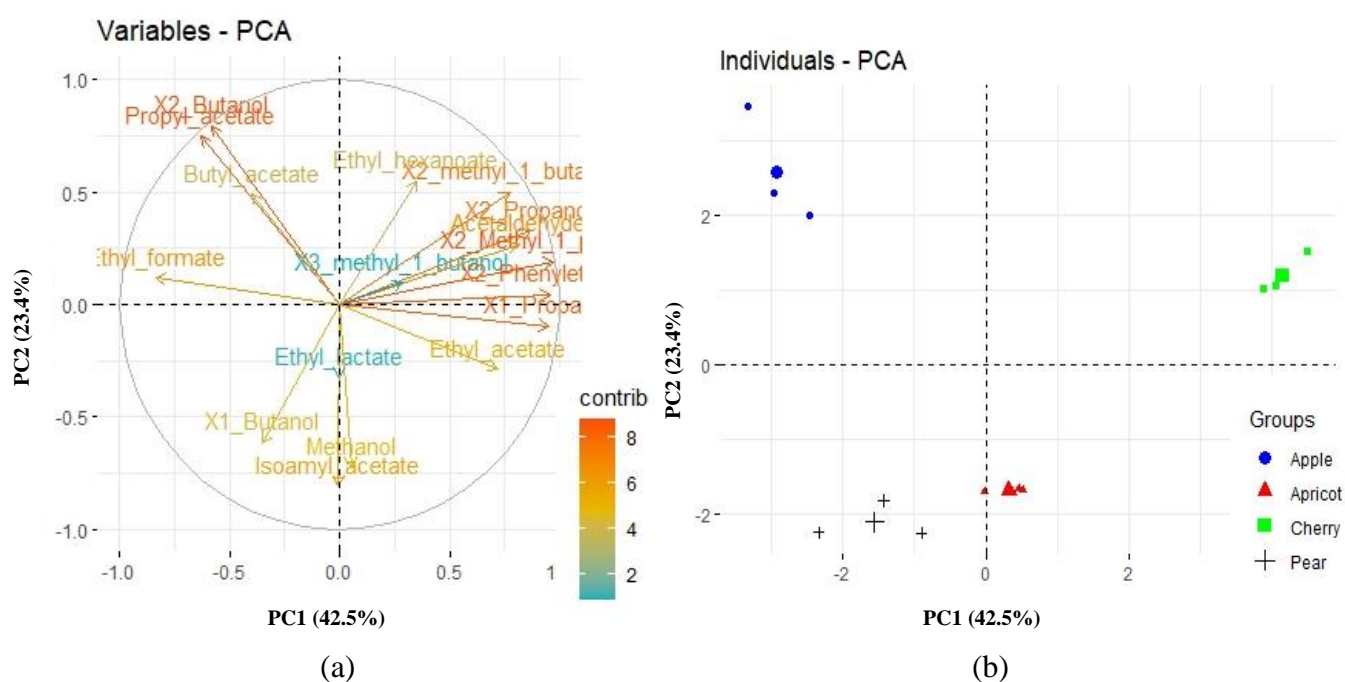 Variables - PCA
1.0
0.5
0.0
-0.5
-1.0
PC2 (23.4%)
X2_Butanol
Propyl_acetate
Butyl_acetate
Ethyl_hexanoate
X2_methyl_1_buta
X2_Propano
Acetaldehyde
X2_Methyl_1_p
Ethyl_formate
X3_methyl_1_butanol
X2_Phenylet
X1_Propa
Ethyl_actate
Ethyl_acetate
X1_Butanol
Methanol
Isoamyl_acetate
contrib
8
6
4
2
-1.0 -0.5 0.0 0.5 1
PC1 (42.5%)
(a)
Individuals - PCA
2
0
-2
PC2 (23.4%)
Groups
Apple
Apricot
Cherry
Pear
-2 0 2
PC1 (42.5%)
(b)